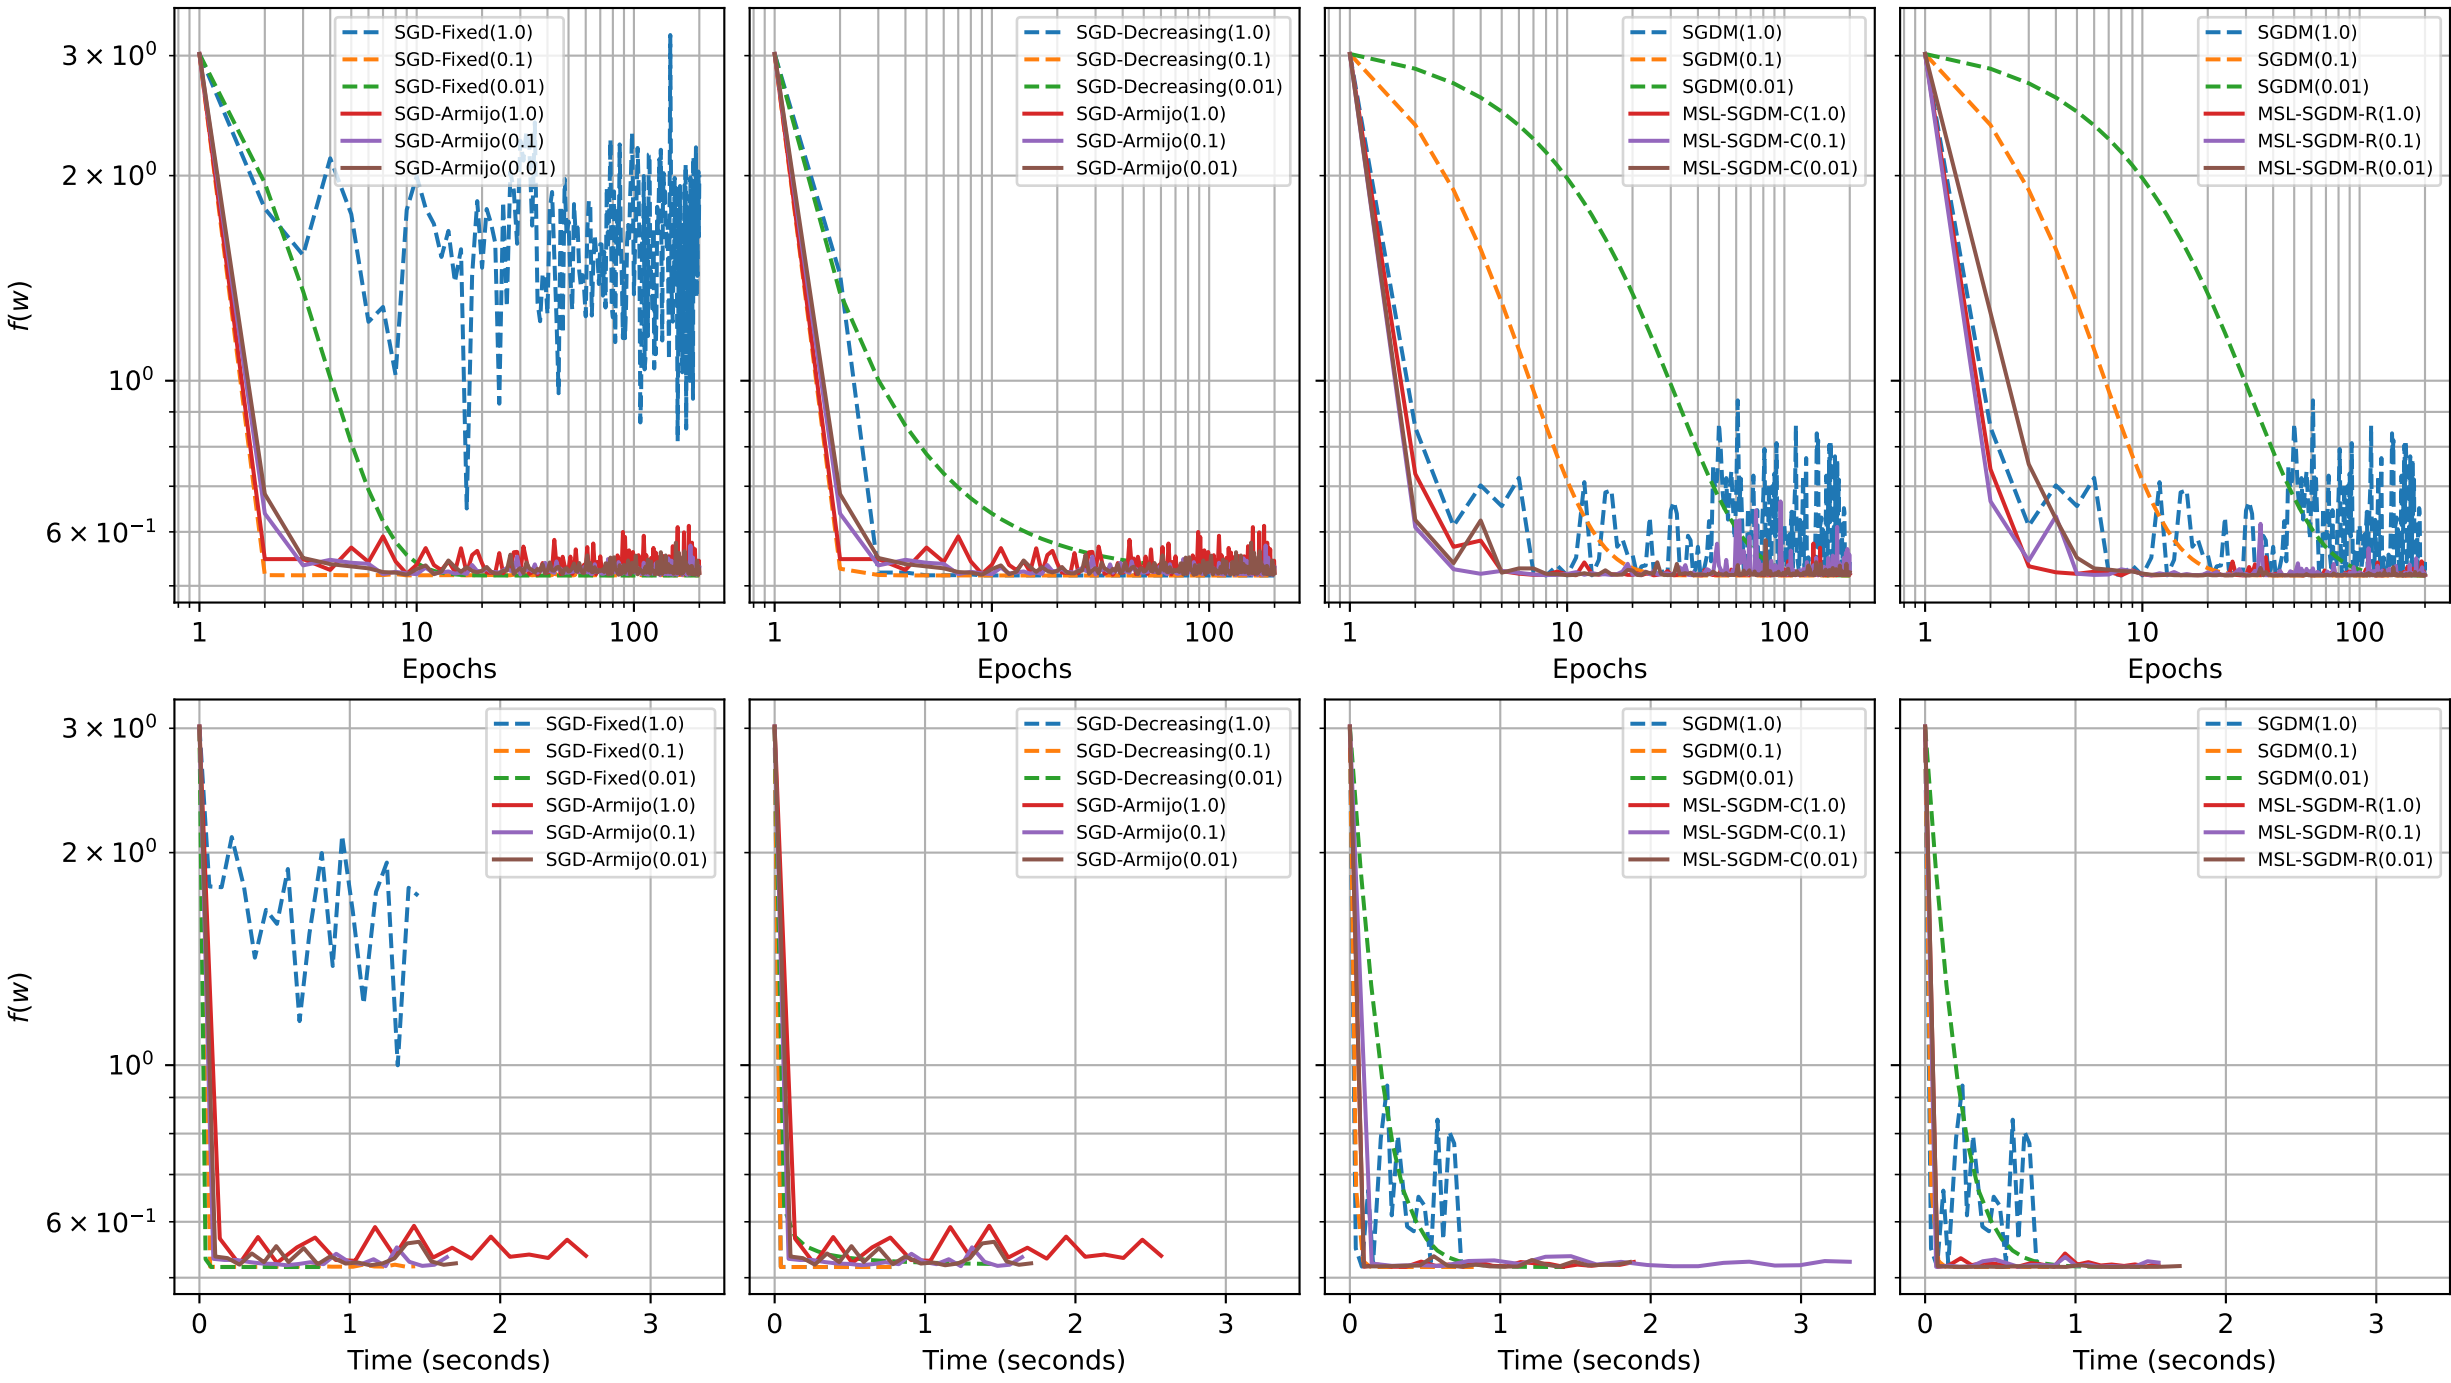 f(w)
3 × 10⁰
2 × 10⁰
10⁰
6 × 10⁻¹
SGD-Fixed(1.0)
SGD-Fixed(0.1)
SGD-Fixed(0.01)
SGD-Armijo(1.0)
SGD-Armijo(0.1)
SGD-Armijo(0.01)
1 10 100
Epochs
SGD-Decreasing(1.0)
SGD-Decreasing(0.1)
SGD-Decreasing(0.01)
SGD-Armijo(1.0)
SGD-Armijo(0.1)
SGD-Armijo(0.01)
1 10 100
Epochs
SGDM(1.0)
SGDM(0.1)
SGDM(0.01)
MSL-SGDM-C(1.0)
MSL-SGDM-C(0.1)
MSL-SGDM-C(0.01)
1 10 100
Epochs
SGDM(1.0)
SGDM(0.1)
SGDM(0.01)
MSL-SGDM-R(1.0)
MSL-SGDM-R(0.1)
MSL-SGDM-R(0.01)
1 10 100
Epochs
f(w)
3 × 10⁰
2 × 10⁰
10⁰
6 × 10⁻¹
SGD-Fixed(1.0)
SGD-Fixed(0.1)
SGD-Fixed(0.01)
SGD-Armijo(1.0)
SGD-Armijo(0.1)
SGD-Armijo(0.01)
0 1 2 3
Time (seconds)
SGD-Decreasing(1.0)
SGD-Decreasing(0.1)
SGD-Decreasing(0.01)
SGD-Armijo(1.0)
SGD-Armijo(0.1)
SGD-Armijo(0.01)
0 1 2 3
Time (seconds)
SGDM(1.0)
SGDM(0.1)
SGDM(0.01)
MSL-SGDM-C(1.0)
MSL-SGDM-C(0.1)
MSL-SGDM-C(0.01)
0 1 2 3
Time (seconds)
SGDM(1.0)
SGDM(0.1)
SGDM(0.01)
MSL-SGDM-R(1.0)
MSL-SGDM-R(0.1)
MSL-SGDM-R(0.01)
0 1 2 3
Time (seconds)